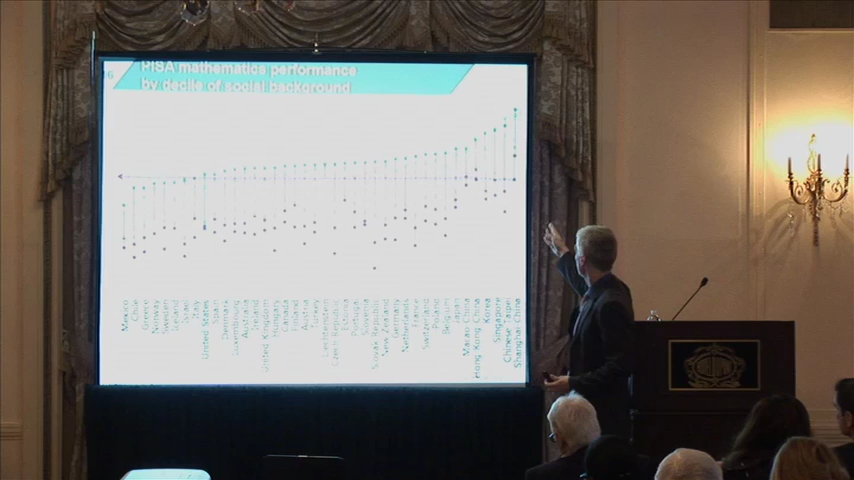 16
PISA mathematics performance
by decile of social background
Mexico
Chile
Greece
Norway
Sweden
Iceland
Israel
Italy
United States
Spain
Denmark
Luxembourg
Australia
Ireland
United Kingdom
Hungary
Canada
Finland
Austria
Turkey
Liechtenstein
Czech Republic
Estonia
Portugal
Slovenia
Slovak Republic
New Zealand
Germany
Netherlands
France
Switzerland
Poland
Belgium
Japan
Macao-China
Hong Kong-China
Korea
Singapore
Chinese Taipei
Shanghai-China